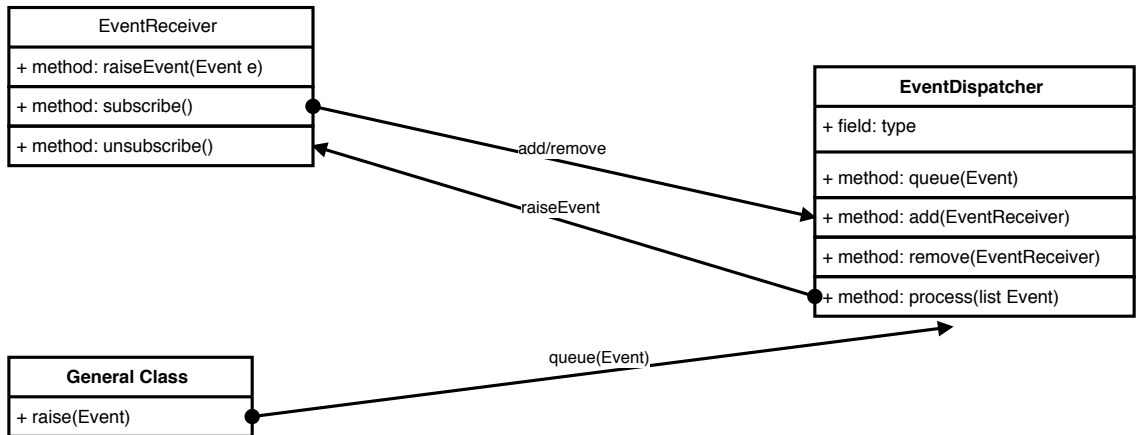 EventReceiver
+ method: raiseEvent(Event e)
+ method: subscribe()
+ method: unsubscribe()
add/remove
raiseEvent
EventDispatcher
+ field: type
+ method: queue(Event)
+ method: add(EventReceiver)
+ method: remove(EventReceiver)
+ method: process(list Event)
queue(Event)
General Class
+ raise(Event)